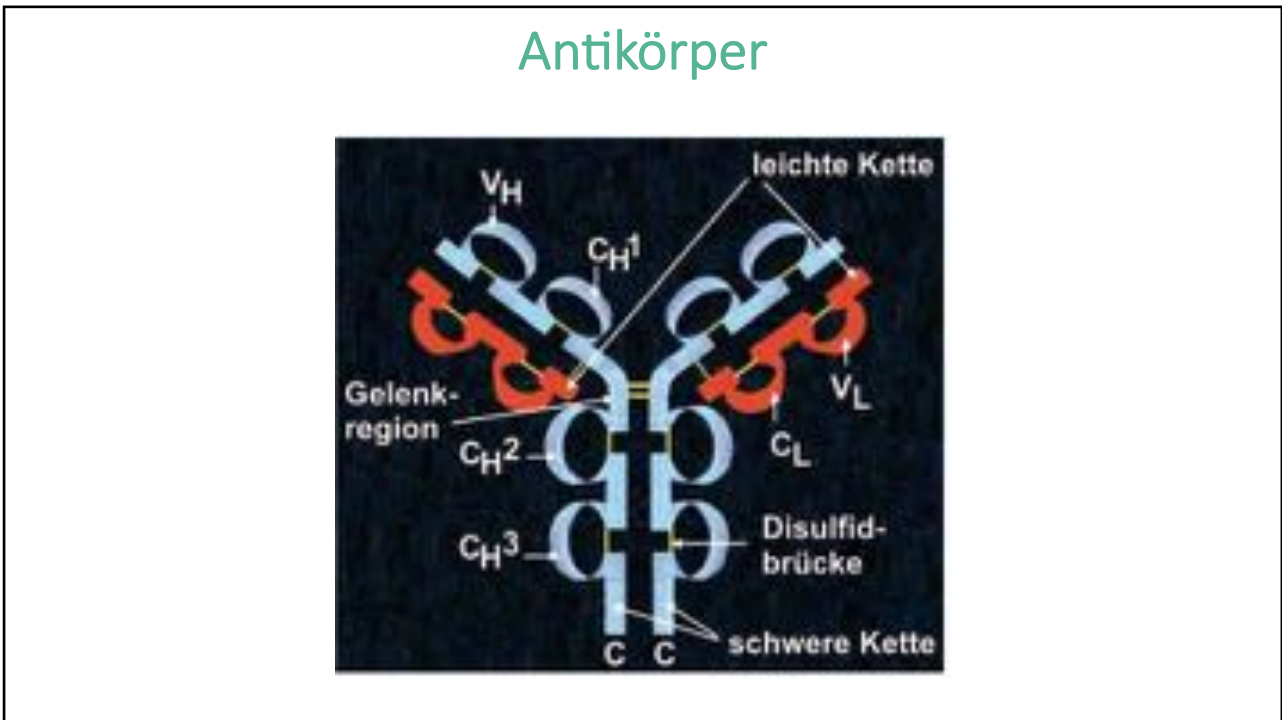 Antikörper
leichte Kette
VH
CH1
Gelenk-
region
VL
CL
CH2
Disulfid-
brücke
CH3
schwere Kette
C C